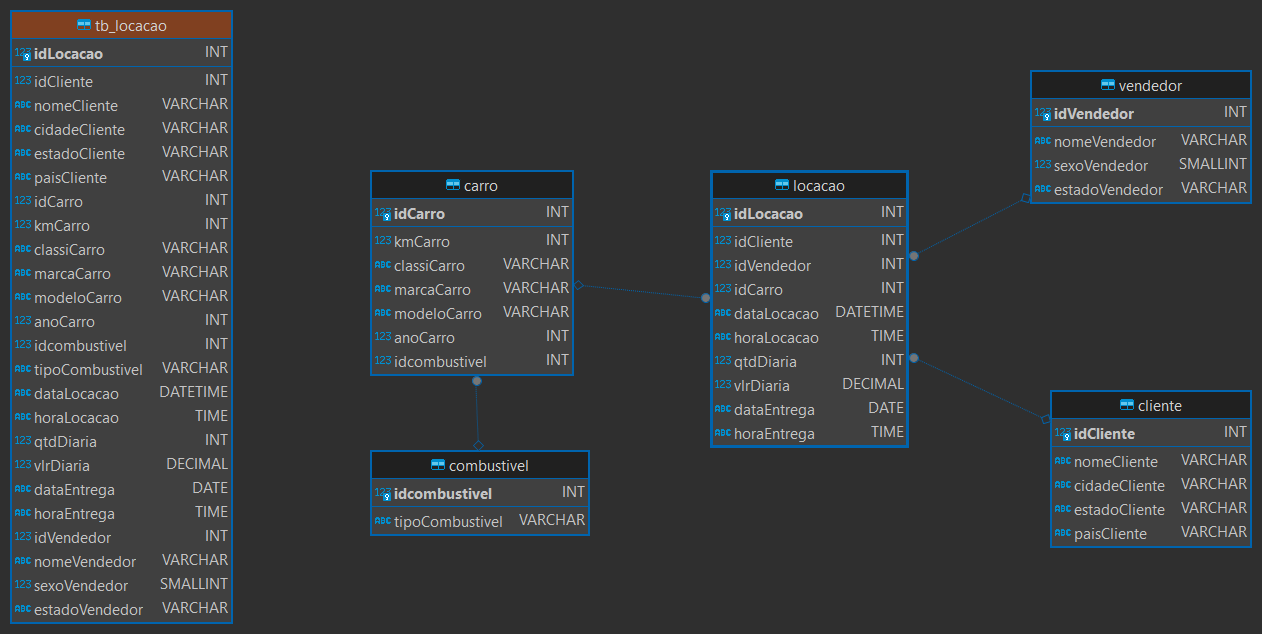 tb_locacao
123 idLocacao INT
123 idCliente INT
ABC nomeCliente VARCHAR
ABC cidadeCliente VARCHAR
ABC estadoCliente VARCHAR
ABC paisCliente VARCHAR
123 idCarro INT
123 kmCarro INT
ABC classiCarro VARCHAR
ABC marcaCarro VARCHAR
ABC modeloCarro VARCHAR
123 anoCarro INT
123 idcombustivel INT
ABC tipoCombustivel VARCHAR
ABC dataLocacao DATETIME
ABC horaLocacao TIME
123 qtdDiaria INT
123 vlrDiaria DECIMAL
ABC dataEntrega DATE
ABC horaEntrega TIME
123 idVendedor INT
ABC nomeVendedor VARCHAR
123 sexoVendedor SMALLINT
ABC estadoVendedor VARCHAR
carro
123 idCarro INT
123 kmCarro INT
ABC classiCarro VARCHAR
ABC marcaCarro VARCHAR
ABC modeloCarro VARCHAR
123 anoCarro INT
123 idcombustivel INT
combustivel
123 idcombustivel INT
ABC tipoCombustivel VARCHAR
locacao
123 idLocacao INT
123 idCliente INT
123 idVendedor INT
123 idCarro INT
ABC dataLocacao DATETIME
ABC horaLocacao TIME
123 qtdDiaria INT
123 vlrDiaria DECIMAL
ABC dataEntrega DATE
ABC horaEntrega TIME
vendedor
123 idVendedor INT
ABC nomeVendedor VARCHAR
123 sexoVendedor SMALLINT
ABC estadoVendedor VARCHAR
cliente
123 idCliente INT
ABC nomeCliente VARCHAR
ABC cidadeCliente VARCHAR
ABC estadoCliente VARCHAR
ABC paisCliente VARCHAR